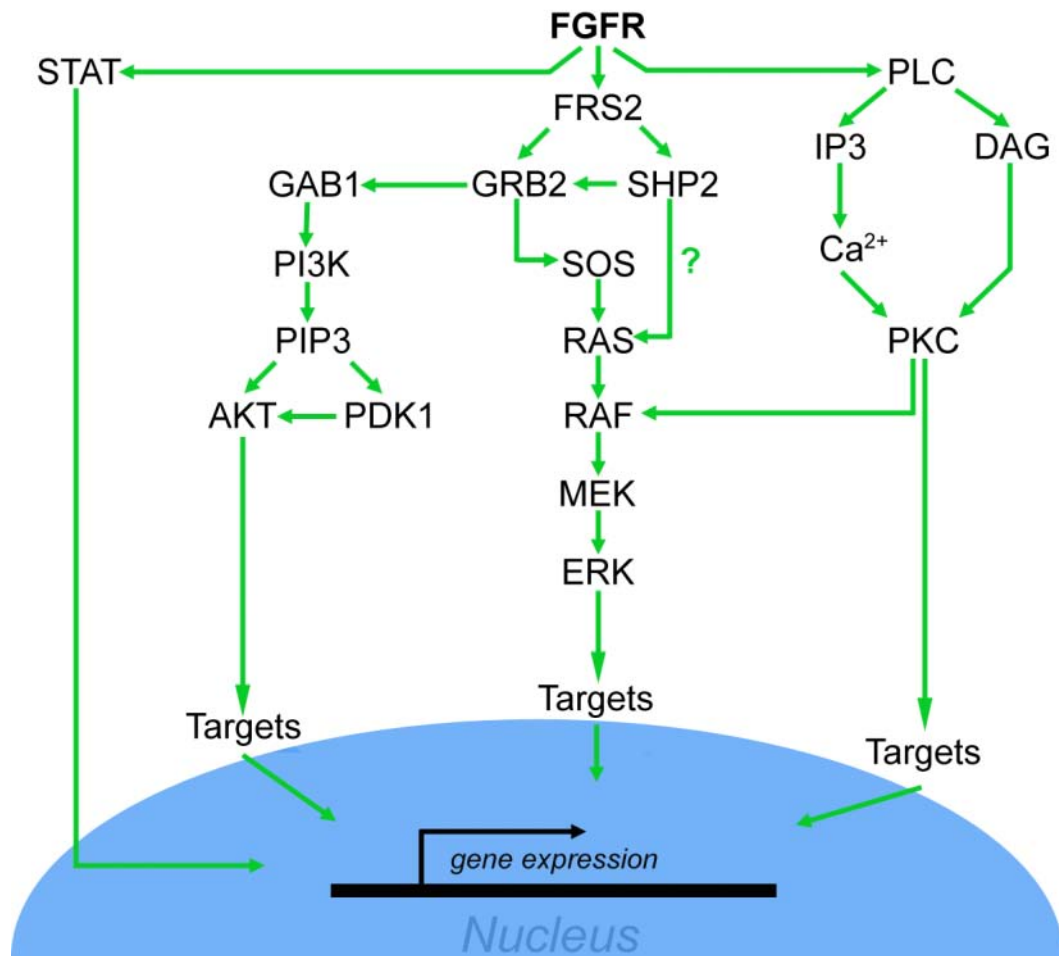 FGFR
STAT
PLC
FRS2
IP3
DAG
GAB1
GRB2
SHP2
PI3K
SOS
?
Ca²⁺
PIP3
RAS
PKC
AKT
PDK1
RAF
MEK
ERK
Targets
Targets
Targets
gene expression
Nucleus